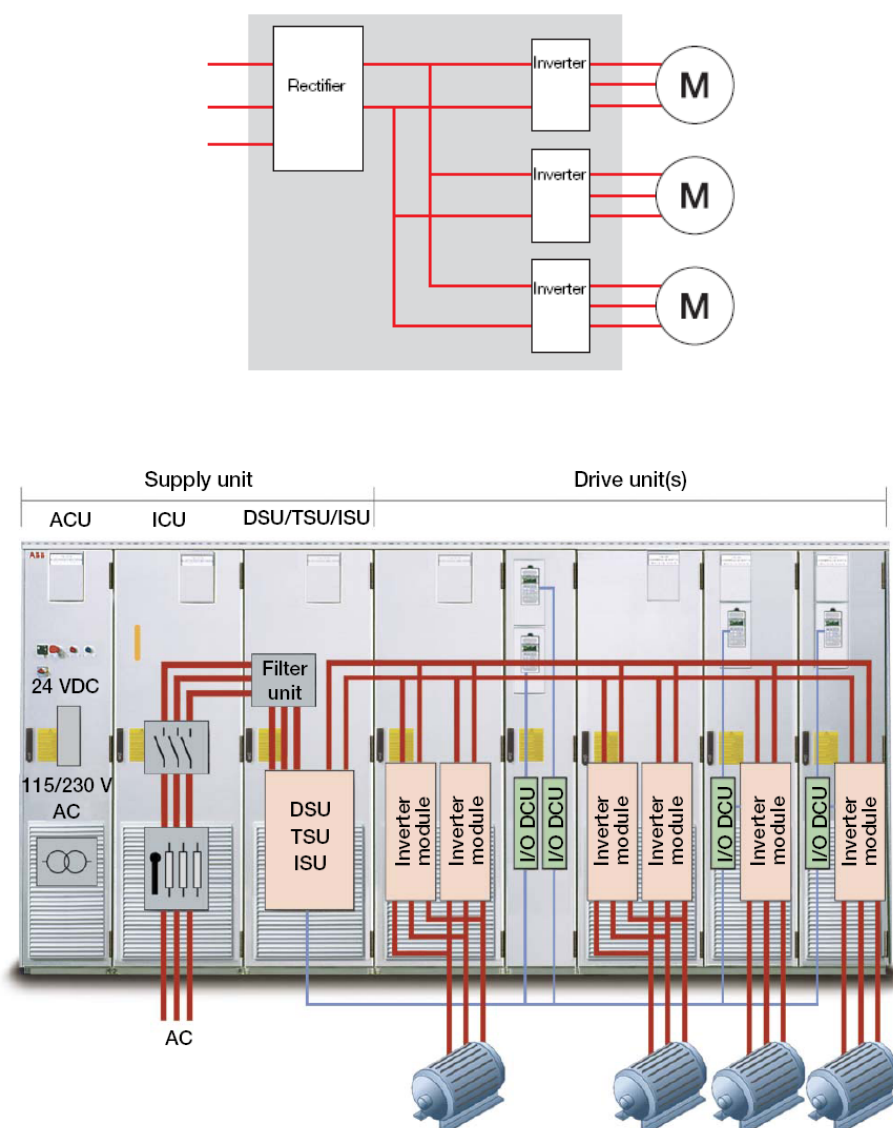 Rectifier
Inverter
M
Inverter
M
Inverter
M
Supply unit
Drive unit(s)
ACU
ICU
DSU/TSU/ISU
ABB
24 VDC
115/230 V
AC
Filter
unit
DSU
TSU
ISU
Inverter
module
Inverter
module
I/O DCU
I/O DCU
Inverter
module
Inverter
module
I/O DCU
Inverter
module
I/O DCU
Inverter
module
AC